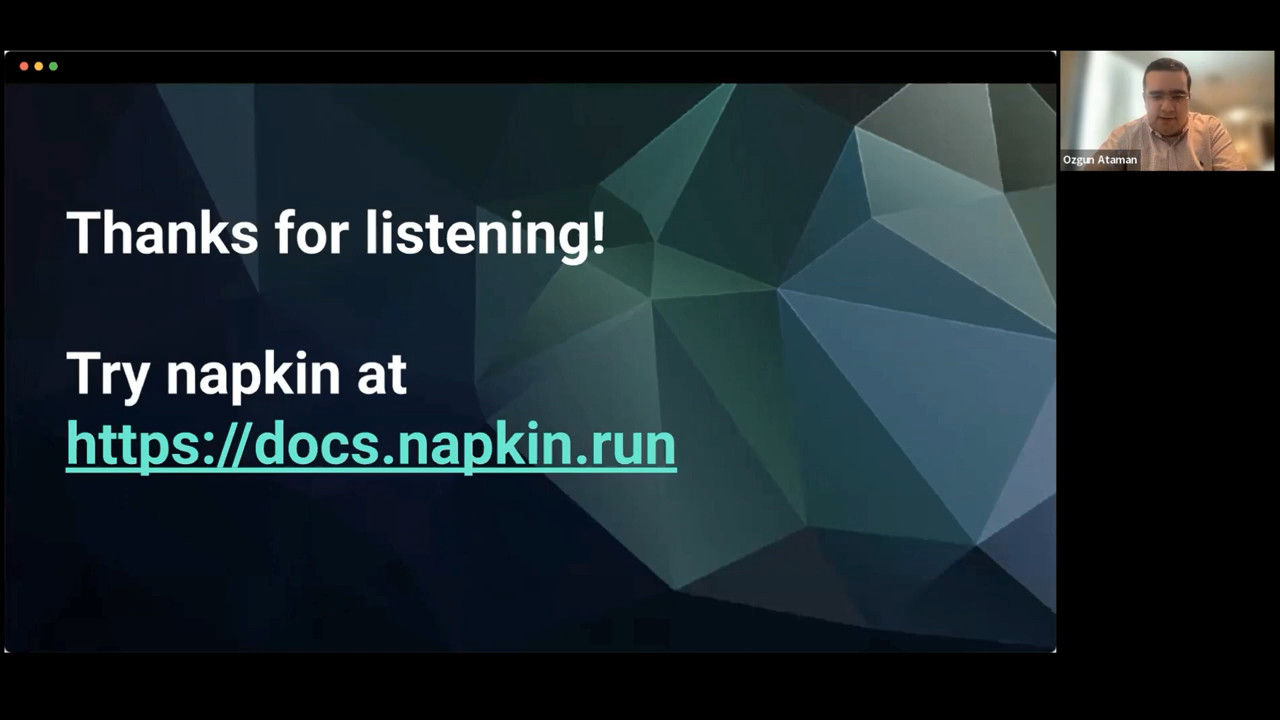 Thanks for listening!
Try napkin at
https://docs.napkin.run
Ozgun Ataman